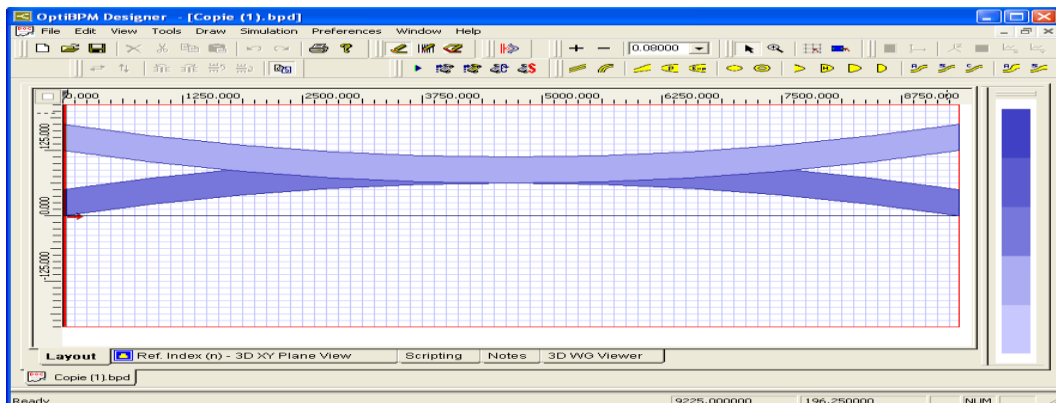 OptiBPM Designer - [Copie (1).bpd]
File Edit View Tools Draw Simulation Preferences Window Help
0.08000
0.000 1250.000 2500.000 3750.000 5000.000 6250.000 7500.000 8750.000
125.000
0.000
-125.000
Layout Ref. Index (n) - 3D XY Plane View Scripting Notes 3D WG Viewer
Copie (1).bpd
Ready 9225.000000 196.250000 NUM